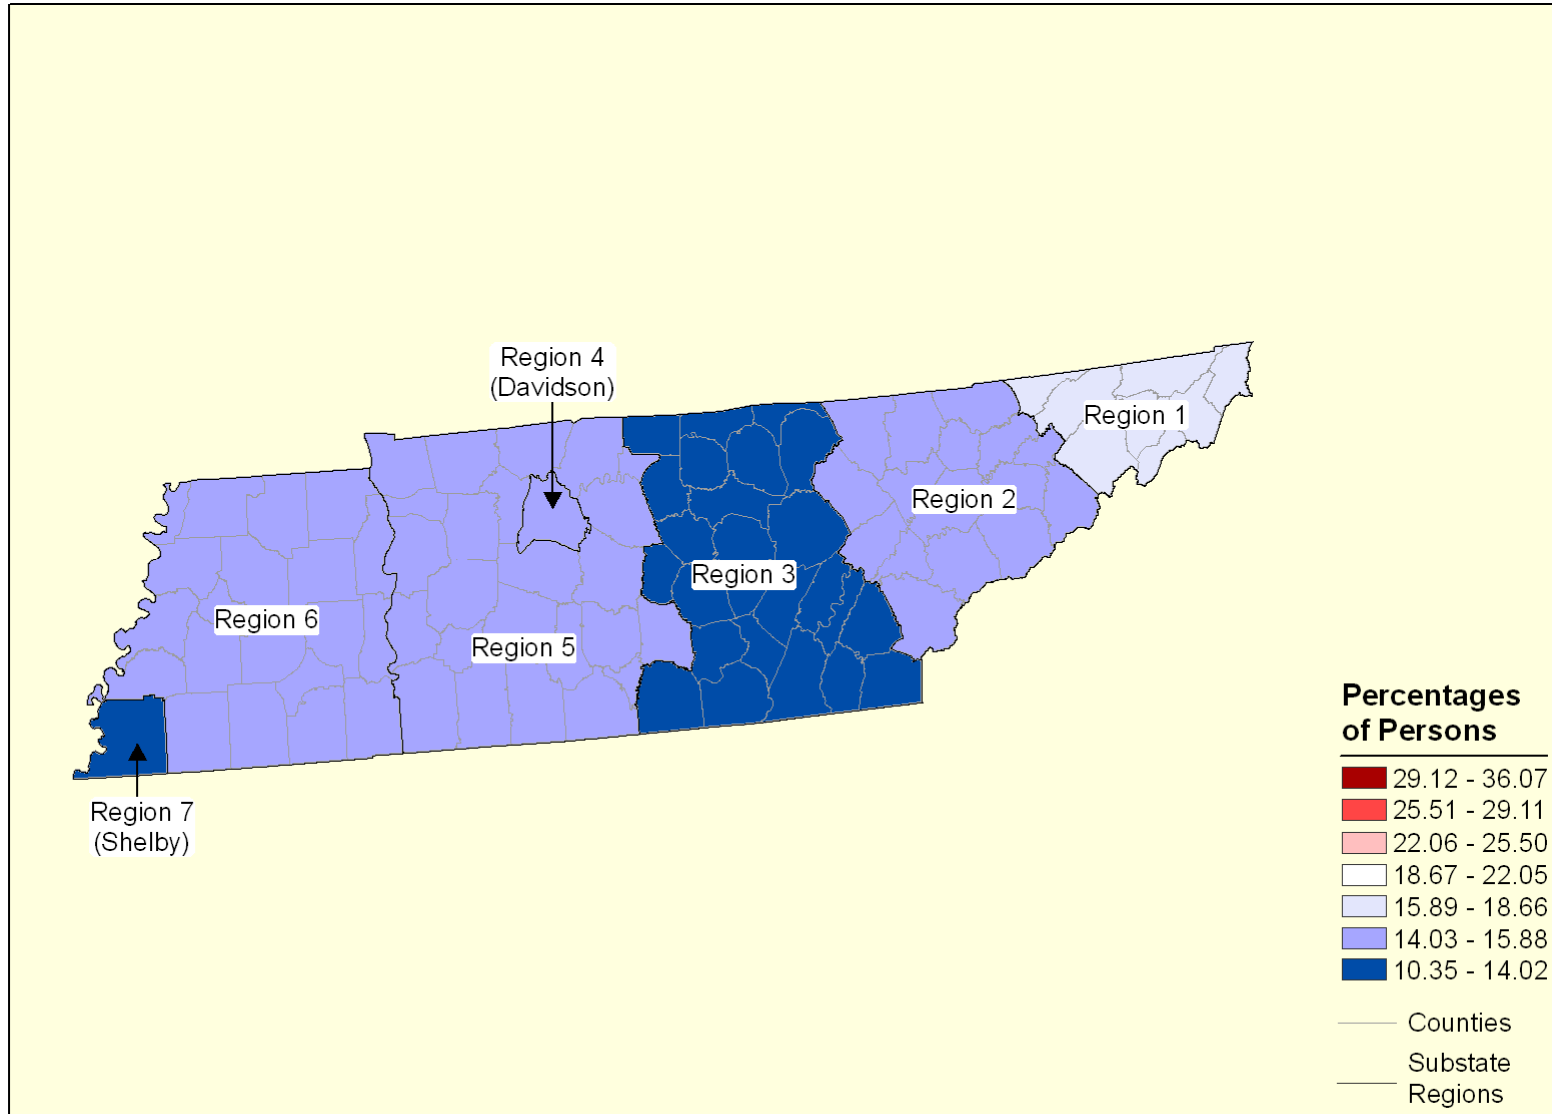 Region 4
(Davidson)
Region 1
Region 2
Region 3
Region 6
Region 5
Region 7
(Shelby)
Percentages
of Persons
29.12 - 36.07
25.51 - 29.11
22.06 - 25.50
18.67 - 22.05
15.89 - 18.66
14.03 - 15.88
10.35 - 14.02
Counties
Substate
Regions